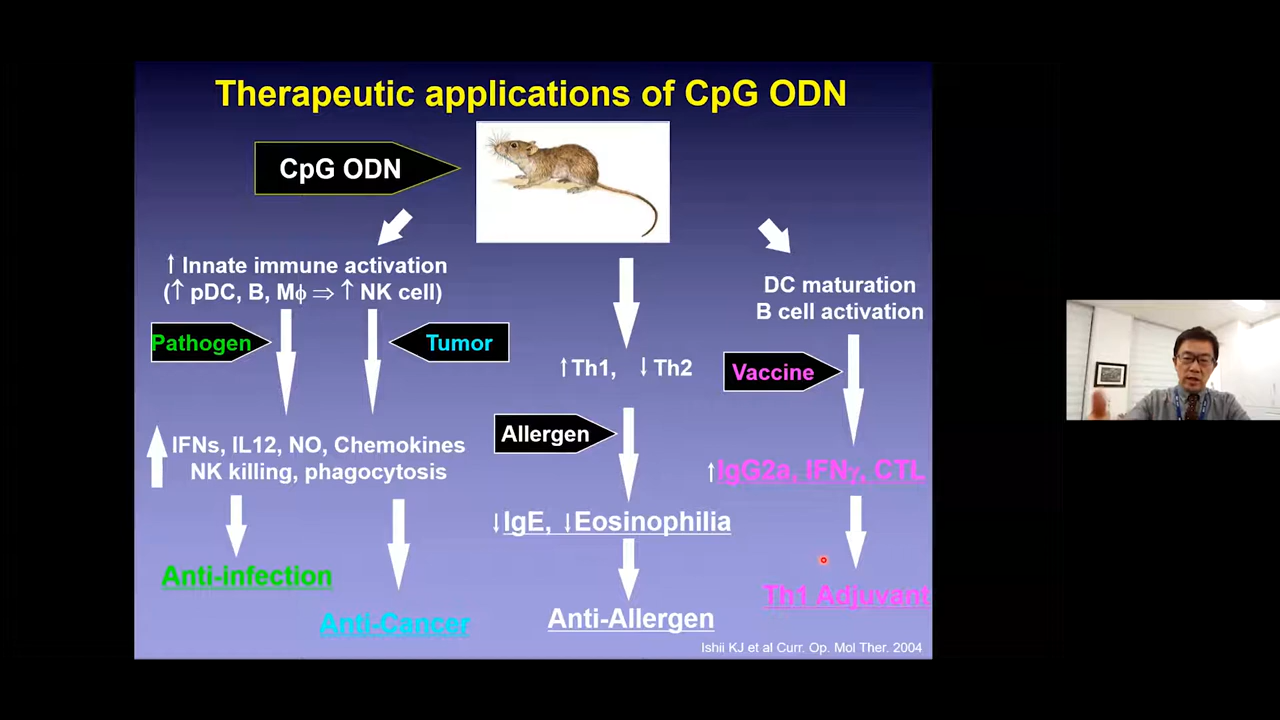 Therapeutic applications of CpG ODN
CpG ODN
↑ Innate immune activation
(↑ pDC, B, Mϕ ⇒ ↑ NK cell)
Pathogen
Tumor
IFNs, IL12, NO, Chemokines
NK killing, phagocytosis
Anti-infection
Anti-Cancer
↑Th1, ↓Th2
Allergen
↓IgE, ↓Eosinophilia
Anti-Allergen
DC maturation
B cell activation
Vaccine
↑IgG2a, IFNγ, CTL
Th1 Adjuvant
Ishii KJ et al Curr. Op. Mol Ther. 2004